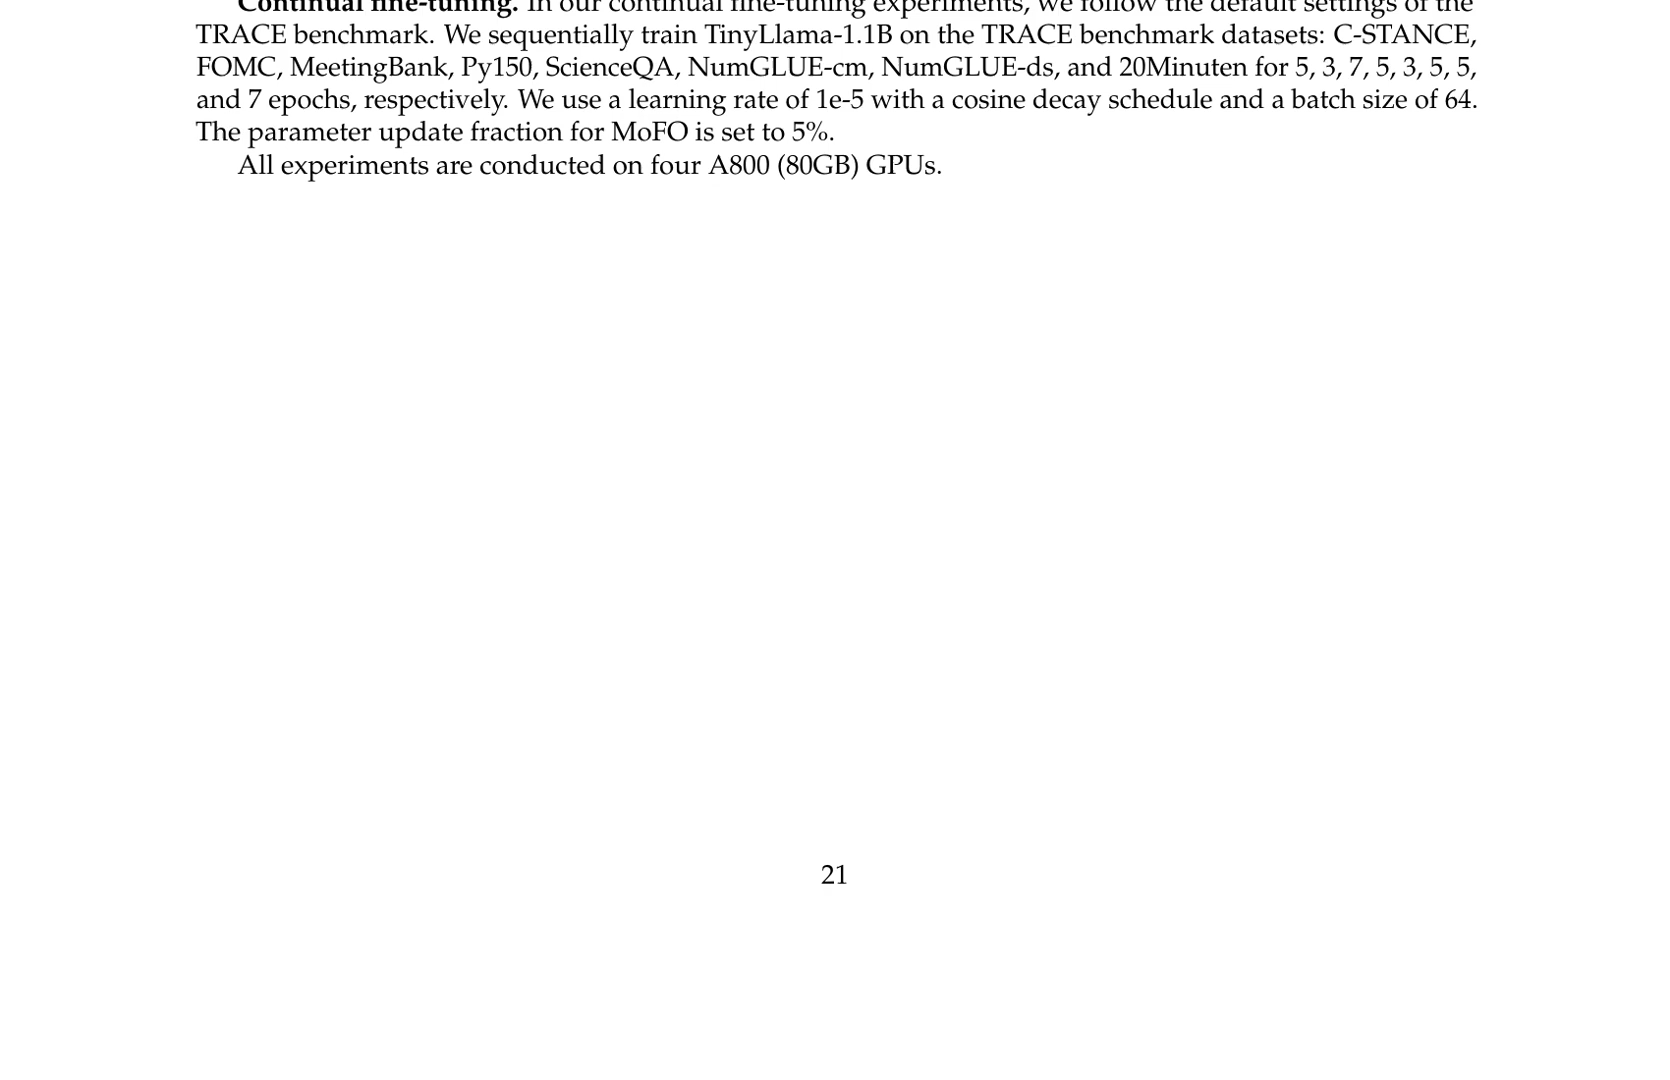 Continual fine-tuning. In our continual fine-tuning experiments, we follow the default settings of the
TRACE benchmark. We sequentially train TinyLlama-1.1B on the TRACE benchmark datasets: C-STANCE,
FOMC, MeetingBank, Py150, ScienceQA, NumGLUE-cm, NumGLUE-ds, and 20Minuten for 5, 3, 7, 5, 3, 5, 5,
and 7 epochs, respectively. We use a learning rate of 1e-5 with a cosine decay schedule and a batch size of 64.
The parameter update fraction for MoFO is set to 5%.
All experiments are conducted on four A800 (80GB) GPUs.
21